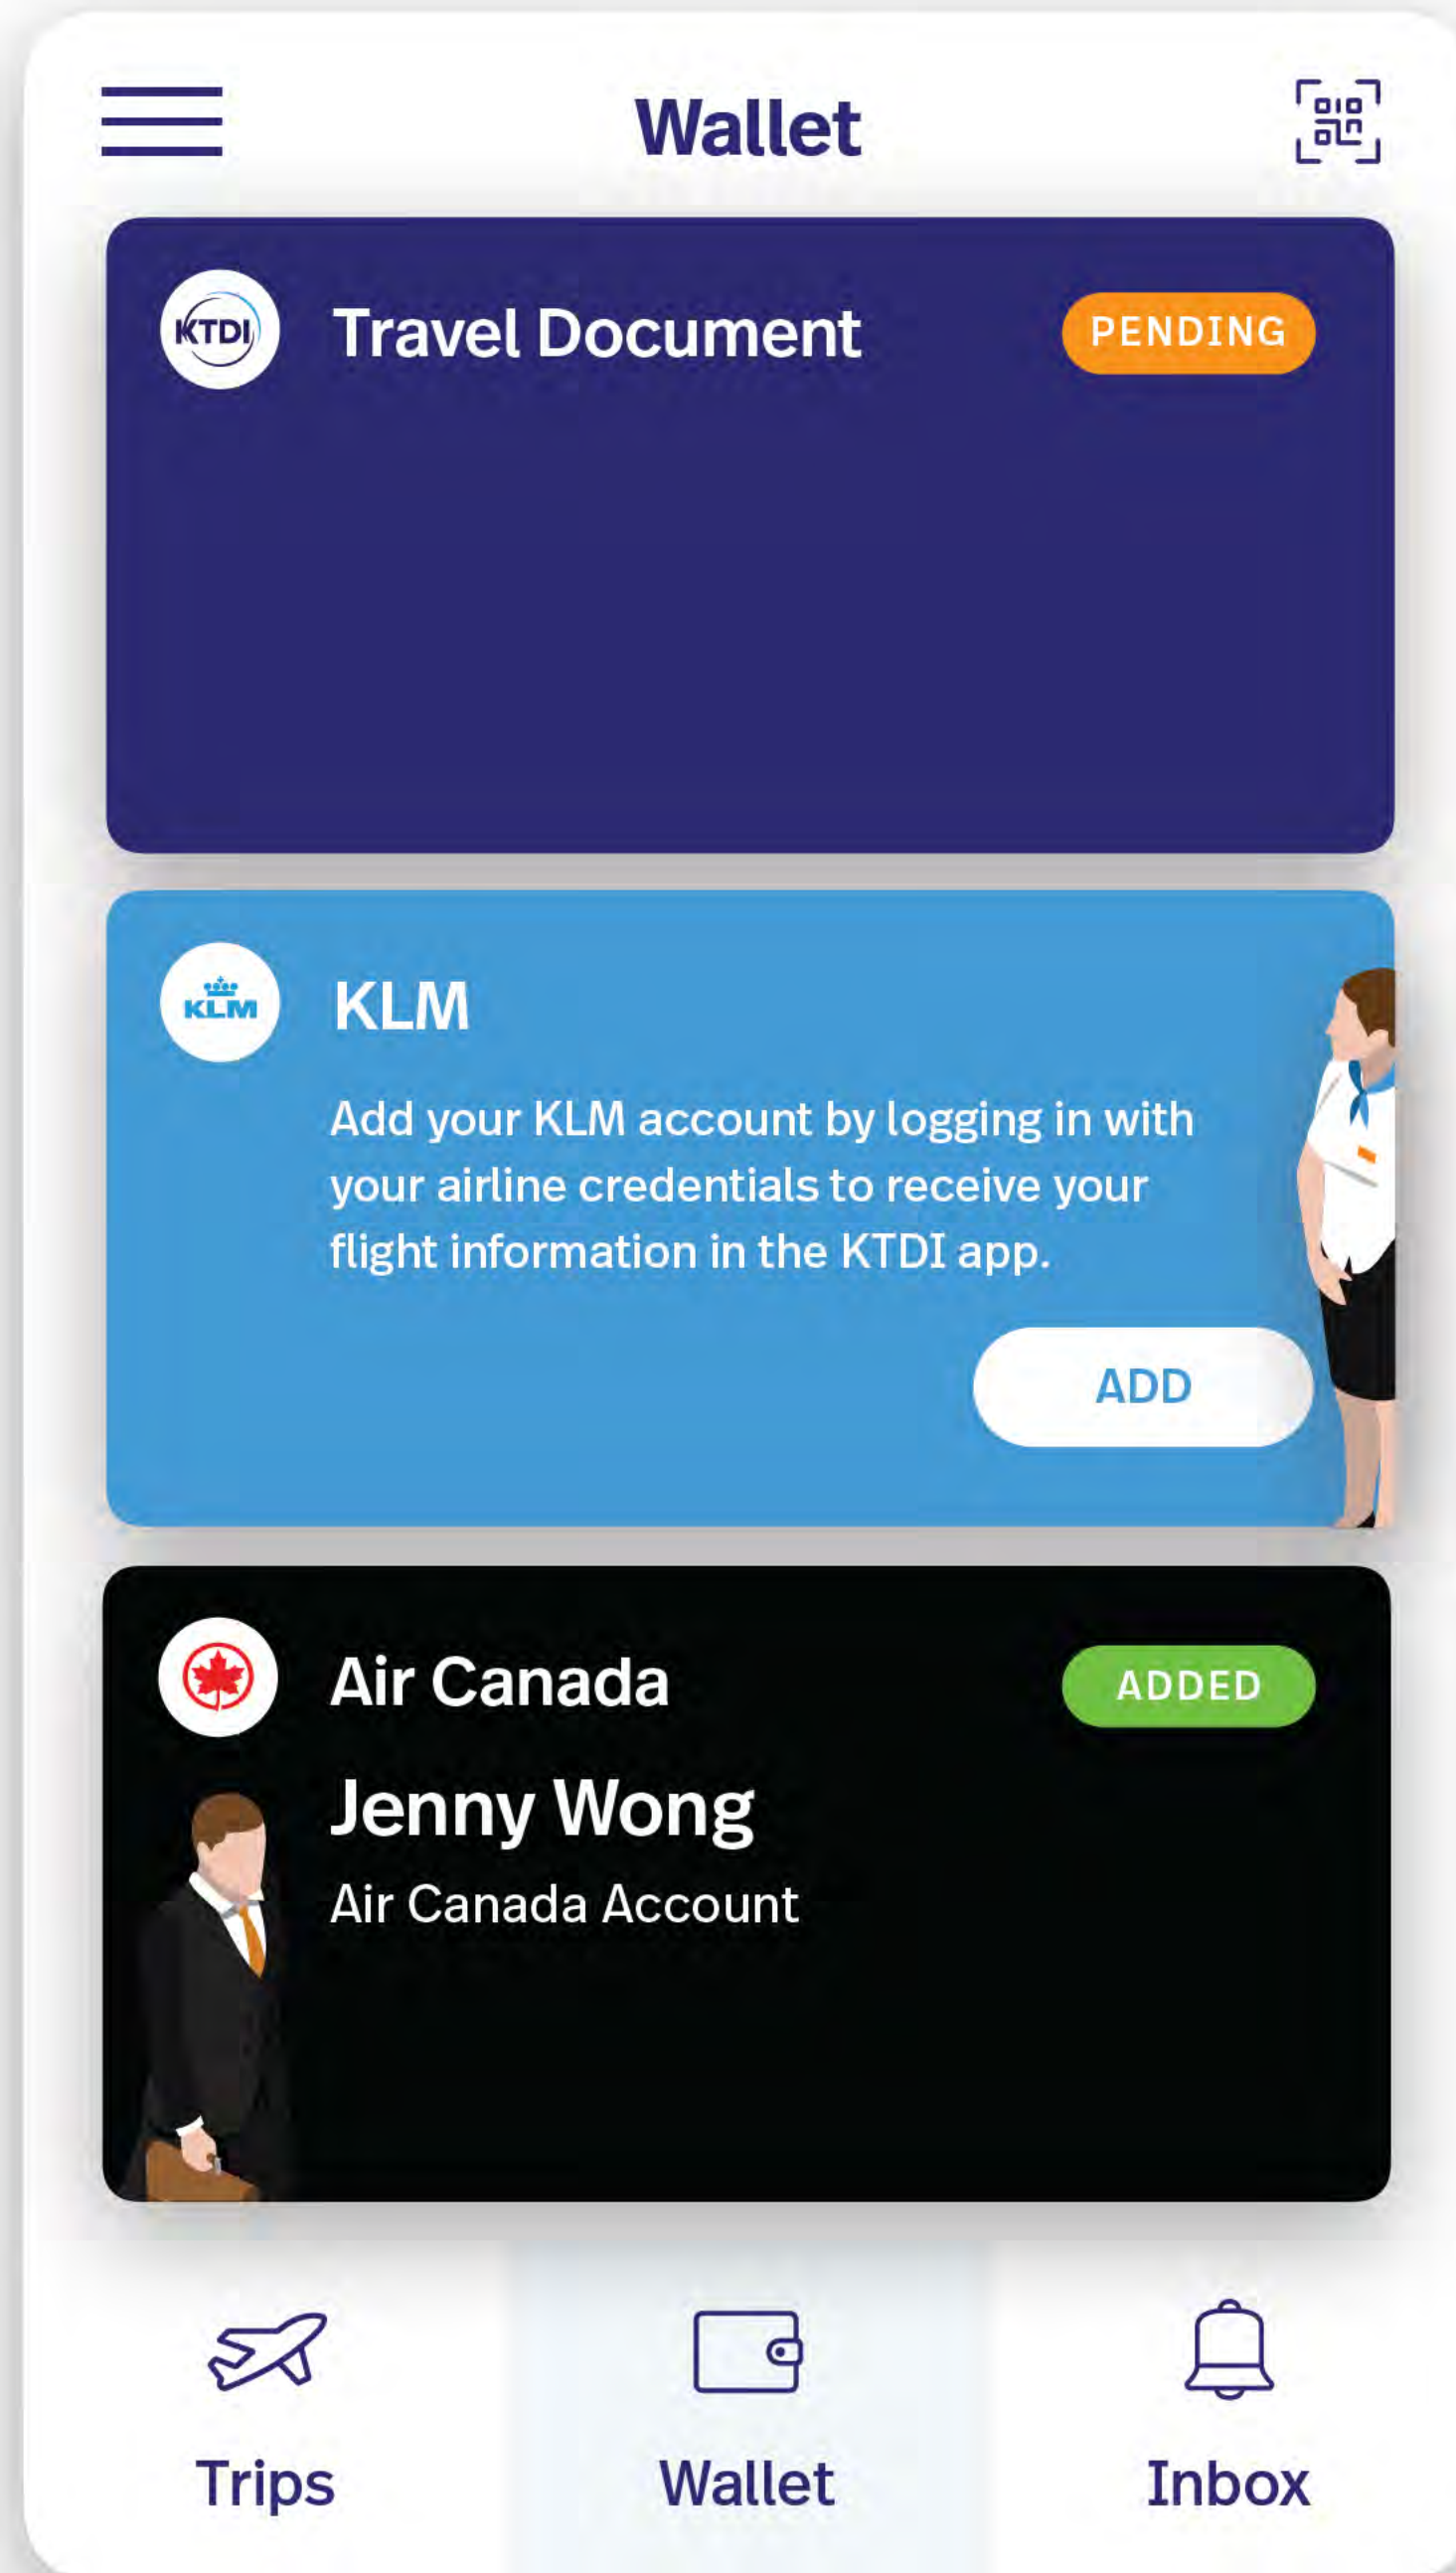 Wallet
KTDI
Travel Document
PENDING
KLM
KLM
Add your KLM account by logging in with
your airline credentials to receive your
flight information in the KTDI app.
ADD
Air Canada
ADDED
Jenny Wong
Air Canada Account
Trips
Wallet
Inbox